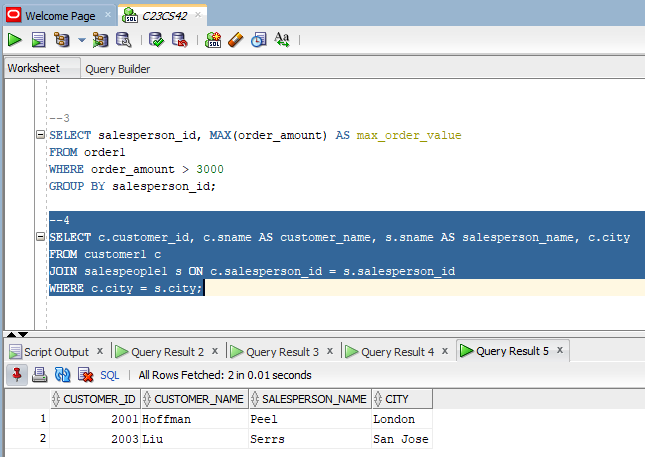 Welcome Page C23CS42
Worksheet Query Builder
--3
SELECT salesperson_id, MAX(order_amount) AS max_order_value
FROM order1
WHERE order_amount > 3000
GROUP BY salesperson_id;
--4
SELECT c.customer_id, c.sname AS customer_name, s.sname AS salesperson_name, c.city
FROM customer1 c
JOIN salespeople1 s ON c.salesperson_id = s.salesperson_id
WHERE c.city = s.city;
Script Output x Query Result 2 x Query Result 3 x Query Result 4 x Query Result 5 x
SQL | All Rows Fetched: 2 in 0.01 seconds
CUSTOMER_ID CUSTOMER_NAME SALESPERSON_NAME CITY
1 2001 Hoffman Peel London
2 2003 Liu Serrs San Jose